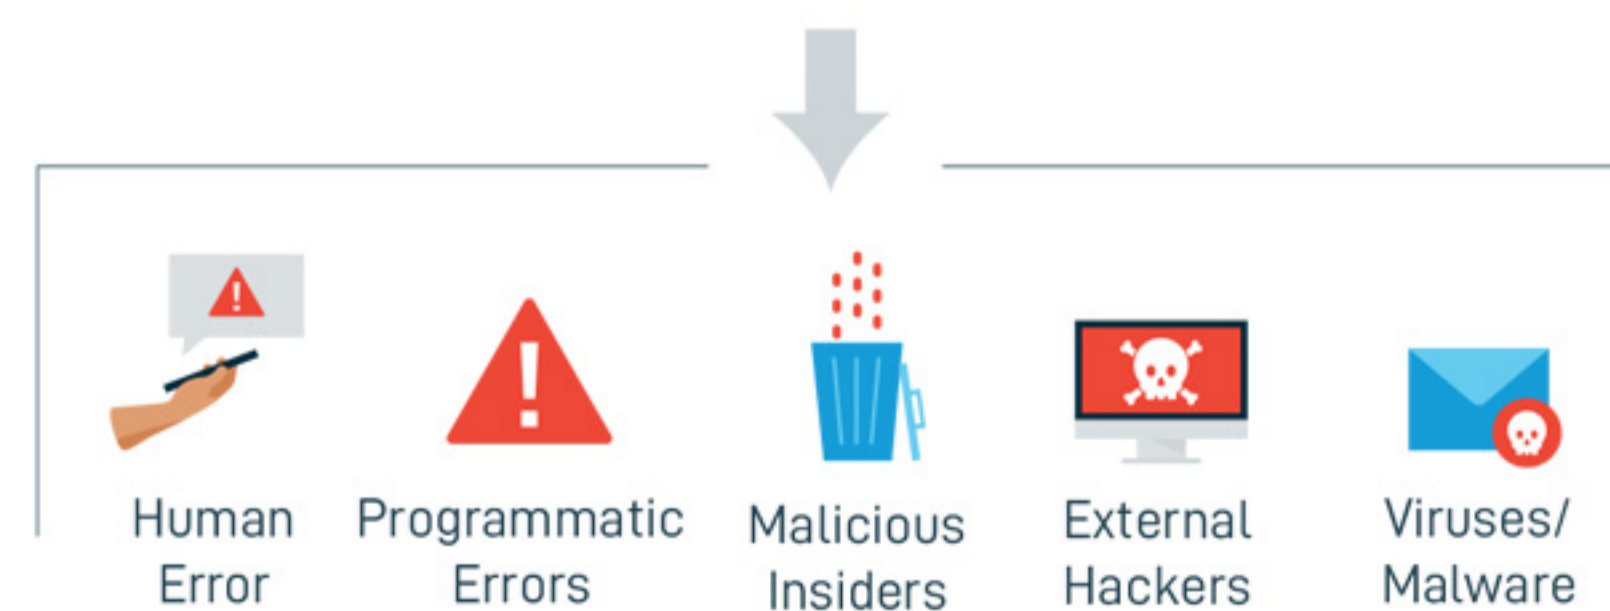 Human
Error
Programmatic
Errors
Malicious
Insiders
External
Hackers
Viruses/
Malware